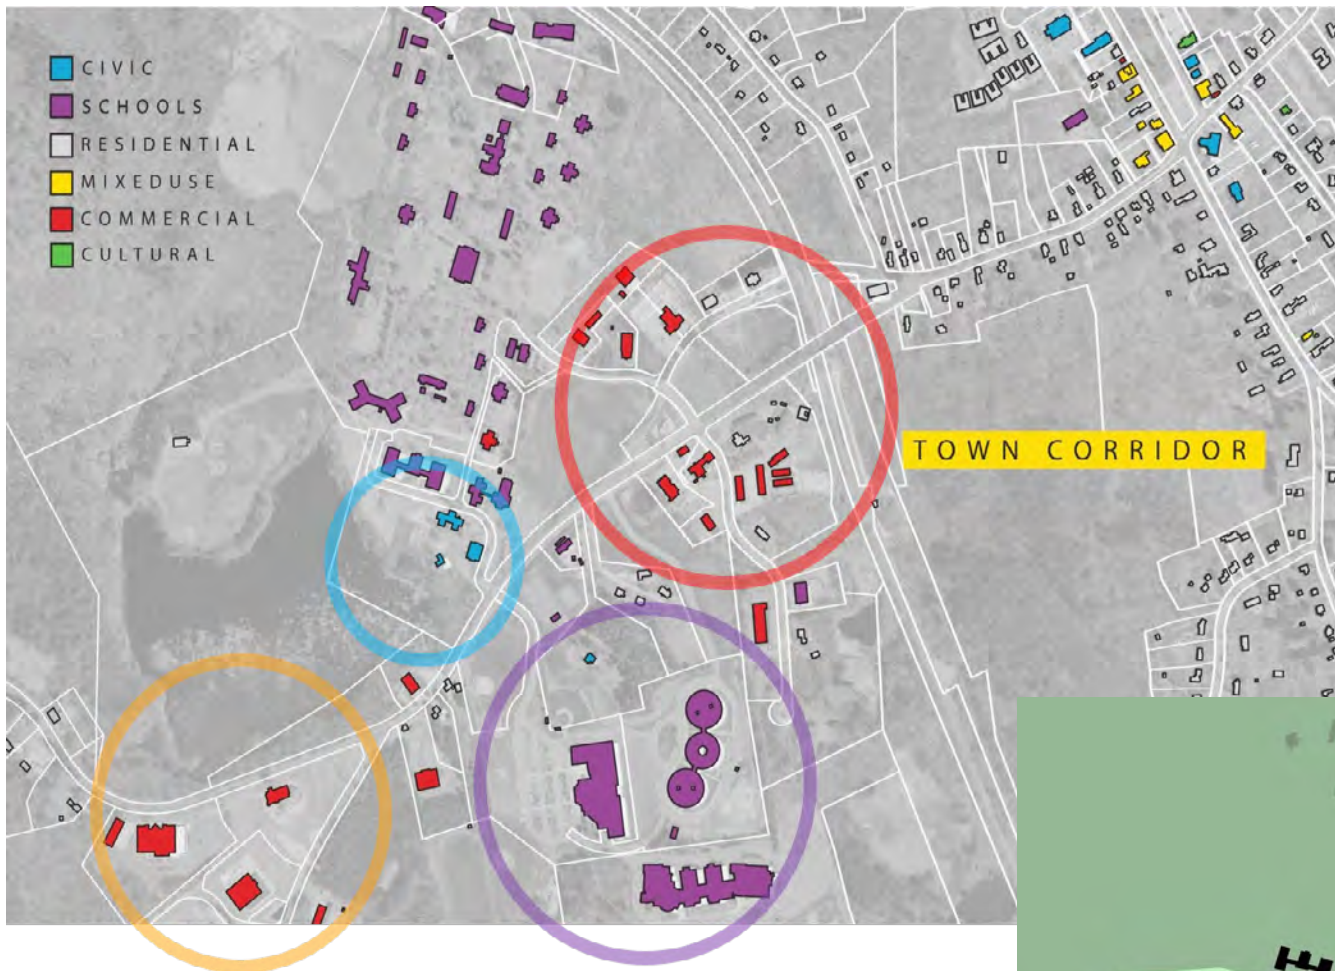 CIVIC
SCHOOLS
RESIDENTIAL
MIXEDUSE
COMMERCIAL
CULTURAL
TOWN CORRIDOR